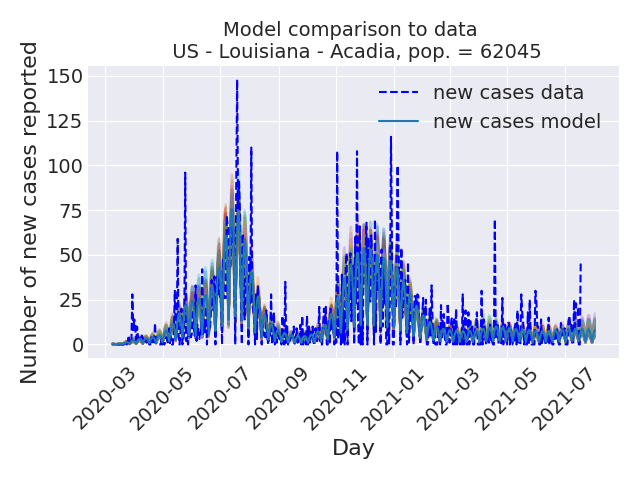 Model comparison to data
US - Louisiana - Acadia, pop. = 62045
Number of new cases reported
150
125
100
75
50
25
0
new cases data
new cases model
2020-03
2020-05
2020-07
2020-09
2020-11
2021-01
2021-03
2021-05
2021-07
Day